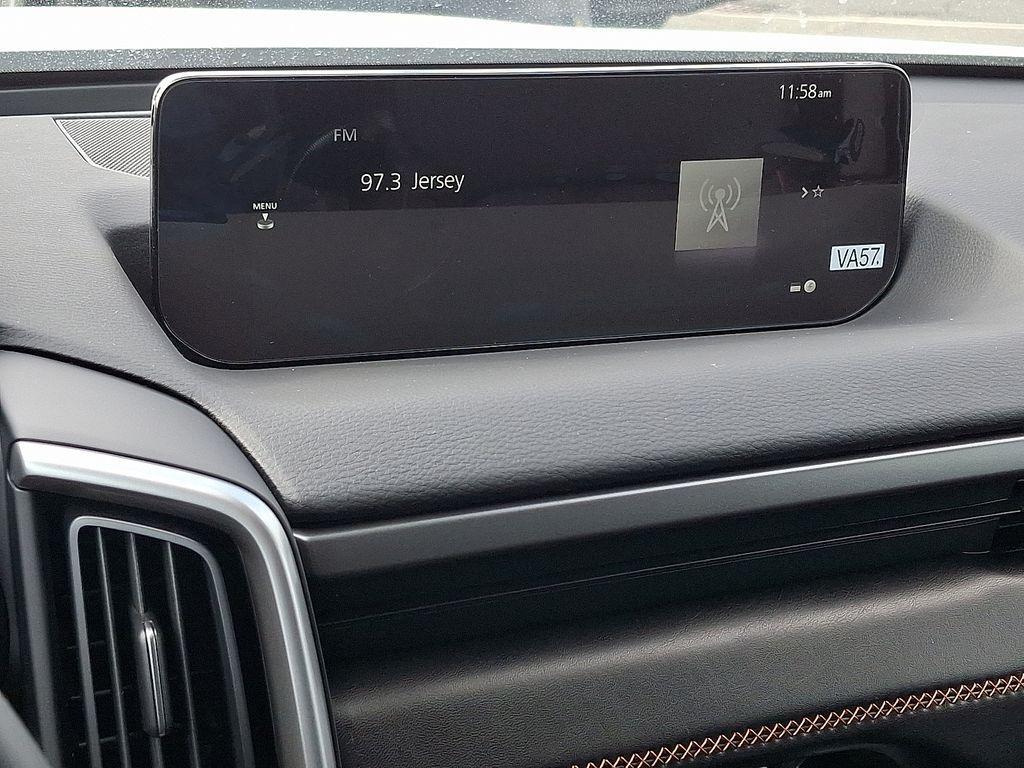 11:58am
FM
97.3 Jersey
MENU
VA57.